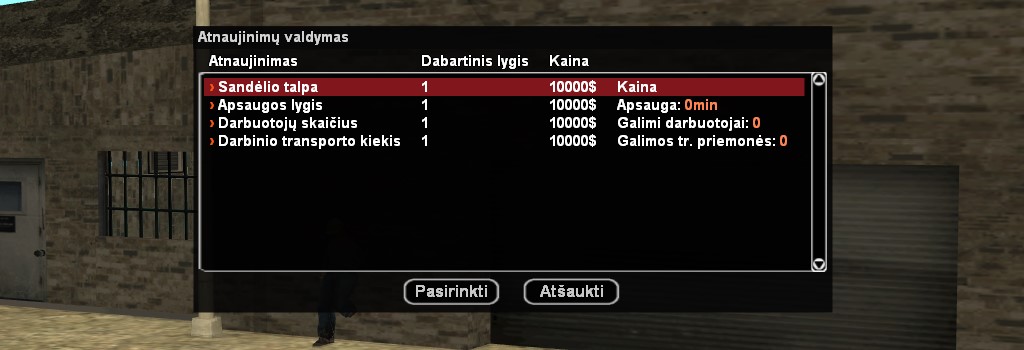 Atnaujinimų valdymas
Atnaujinimas Dabartinis lygis Kaina
› Sandėlio talpa 1 10000$ Kaina
› Apsaugos lygis 1 10000$ Apsauga: 0min
› Darbuotojų skaičius 1 10000$ Galimi darbuotojai: 0
› Darbinio transporto kiekis 1 10000$ Galimos tr. priemonės: 0
Pasirinkti Atšaukti